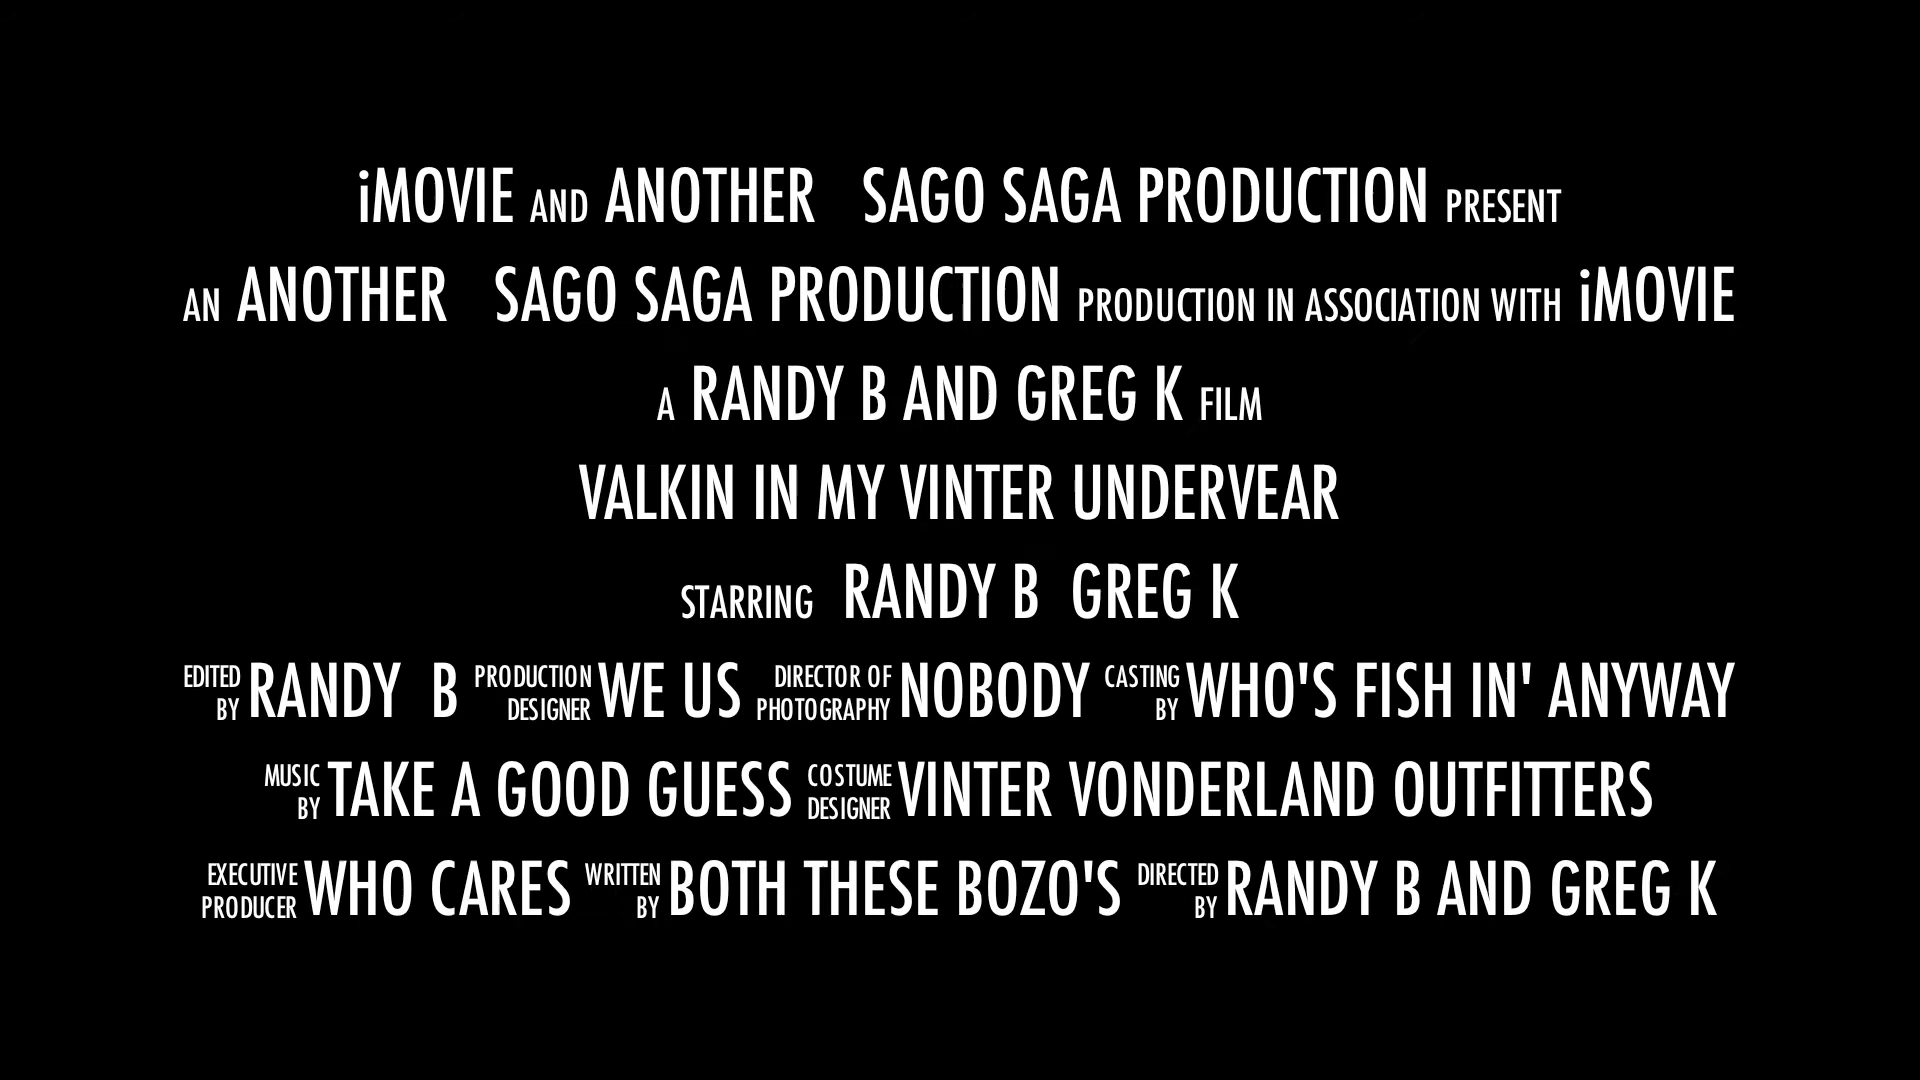 iMOVIE AND ANOTHER SAGO SAGA PRODUCTION PRESENT
AN ANOTHER SAGO SAGA PRODUCTION PRODUCTION IN ASSOCIATION WITH iMOVIE
A RANDY B AND GREG K FILM
VALKIN IN MY VINTER UNDERVEAR
STARRING RANDY B GREG K
EDITED BY RANDY B PRODUCTION DESIGNER WE US DIRECTOR OF PHOTOGRAPHY NOBODY CASTING BY WHO'S FISH IN' ANYWAY
MUSIC BY TAKE A GOOD GUESS COSTUME DESIGNER VINTER VONDERLAND OUTFITTERS
EXECUTIVE PRODUCER WHO CARES WRITTEN BY BOTH THESE BOZO'S DIRECTED BY RANDY B AND GREG K